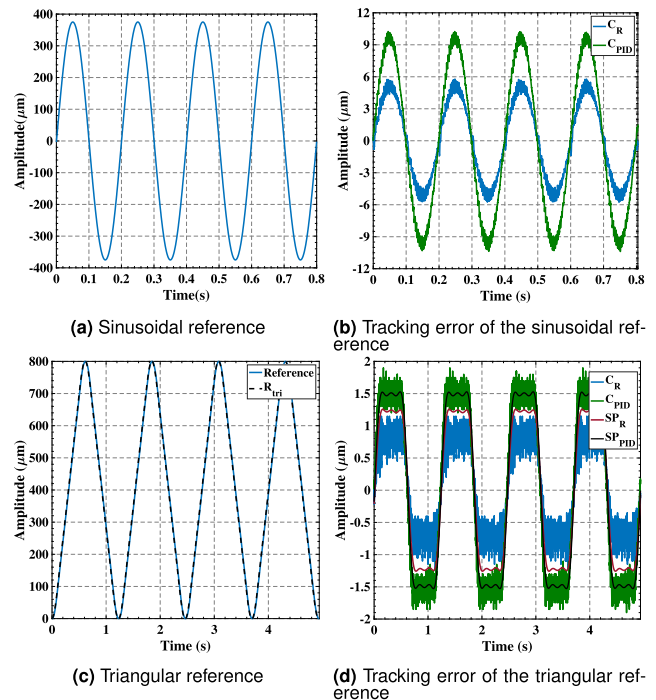 400
300
200
100
0
-100
-200
-300
-400
Amplitude(μm)
0 0.1 0.2 0.3 0.4 0.5 0.6 0.7 0.8
Time(s)
(a) Sinusoidal reference
12
9
6
3
0
-3
-6
-9
-12
Amplitude (μm)
C_R
C_PID
0 0.1 0.2 0.3 0.4 0.5 0.6 0.7 0.8
Time (s)
(b) Tracking error of the sinusoidal ref-
erence
800
700
600
500
400
300
200
100
0
Amplitude (μm)
Reference
R_tri
0 1 2 3 4
Time (s)
(c) Triangular reference
2
1.5
1
0.5
0
-0.5
-1
-1.5
-2
Amplitude (μm)
C_R
C_PID
SP_R
SP_PID
0 1 2 3 4
Time (s)
(d) Tracking error of the triangular ref-
erence